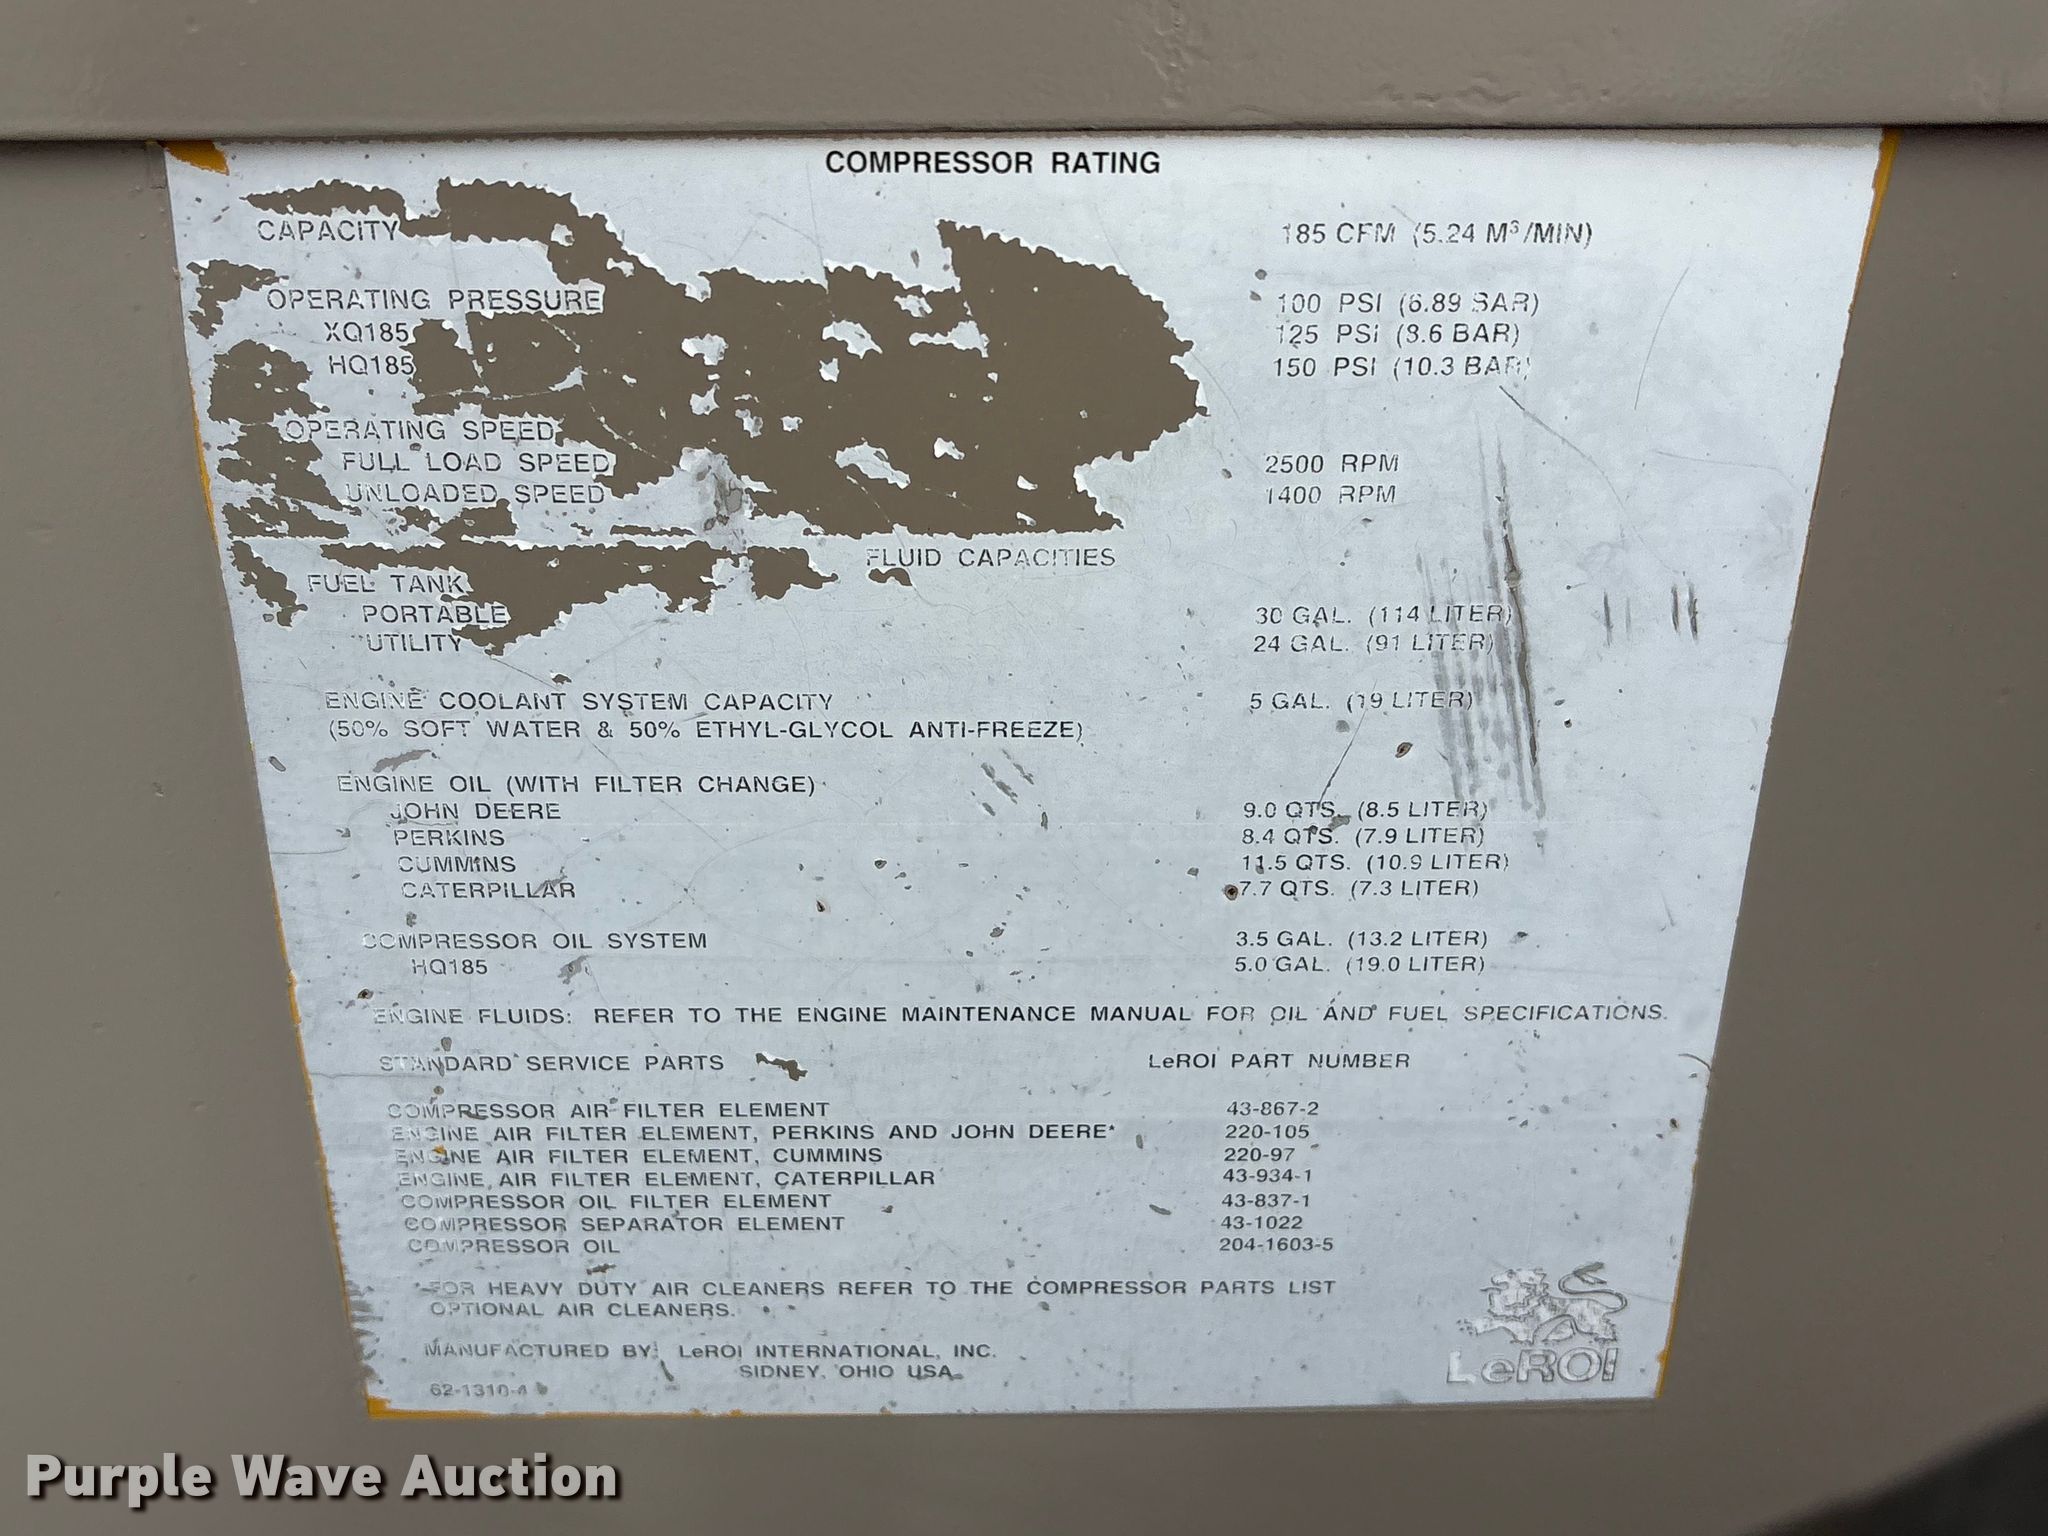 COMPRESSOR RATING
CAPACITY 185 CFM (5.24 M³/MIN)
OPERATING PRESSURE 100 PSI (6.89 BAR)
XQ185 125 PSI (8.6 BAR)
HQ185 150 PSI (10.3 BAR)
OPERATING SPEED
FULL LOAD SPEED 2500 RPM
UNLOADED SPEED 1400 RPM
FLUID CAPACITIES
FUEL TANK
PORTABLE 30 GAL. (114 LITER)
UTILITY 24 GAL. (91 LITER)
ENGINE COOLANT SYSTEM CAPACITY 5 GAL. (19 LITER)
(50% SOFT WATER & 50% ETHYL-GLYCOL ANTI-FREEZE)
ENGINE OIL (WITH FILTER CHANGE)
JOHN DEERE 9.0 QTS. (8.5 LITER)
PERKINS 8.4 QTS. (7.9 LITER)
CUMMINS 11.5 QTS. (10.9 LITER)
CATERPILLAR 7.7 QTS. (7.3 LITER)
COMPRESSOR OIL SYSTEM 3.5 GAL. (13.2 LITER)
HQ185 5.0 GAL. (19.0 LITER)
ENGINE FLUIDS: REFER TO THE ENGINE MAINTENANCE MANUAL FOR OIL AND FUEL SPECIFICATIONS.
STANDARD SERVICE PARTS LeROI PART NUMBER
COMPRESSOR AIR FILTER ELEMENT 43-867-2
ENGINE AIR FILTER ELEMENT, PERKINS AND JOHN DEERE* 220-105
ENGINE AIR FILTER ELEMENT, CUMMINS 220-97
ENGINE AIR FILTER ELEMENT, CATERPILLAR 43-934-1
COMPRESSOR OIL FILTER ELEMENT 43-837-1
COMPRESSOR SEPARATOR ELEMENT 43-1022
COMPRESSOR OIL 204-1603-5
*FOR HEAVY DUTY AIR CLEANERS REFER TO THE COMPRESSOR PARTS LIST
OPTIONAL AIR CLEANERS.
MANUFACTURED BY: LeROI INTERNATIONAL, INC.
SIDNEY, OHIO USA
62-1310-4
LeROI
Purple Wave Auction